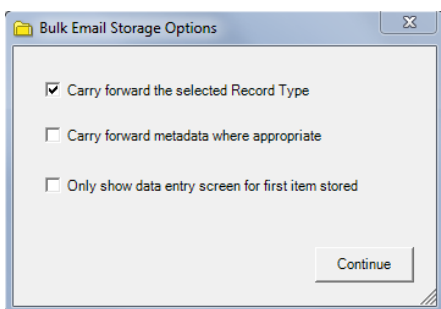 Bulk Email Storage Options
Carry forward the selected Record Type
Carry forward metadata where appropriate
Only show data entry screen for first item stored
Continue